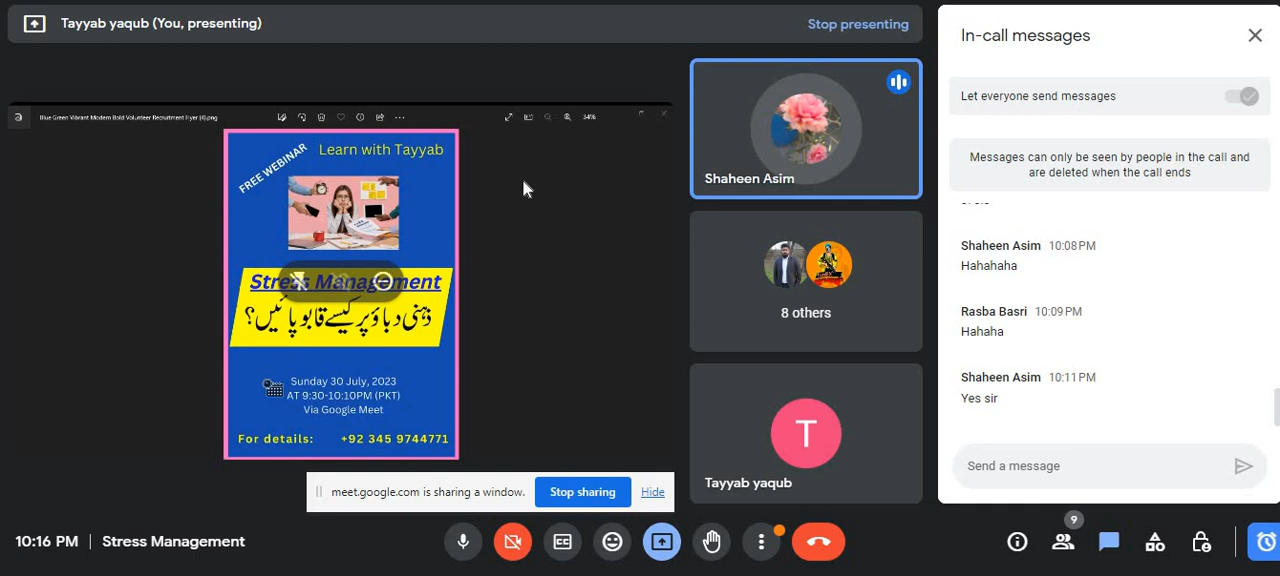 Tayyab yaqub (You, presenting)
Stop presenting
Blue Green Vibrant Modern Bold Volunteer Recruitment Flyer (4).png
34%
FREE WEBINAR
Learn with Tayyab
Stress Management
ذہنی دباؤ پر کیسے قابو پائیں؟
Sunday 30 July, 2023
AT 9:30-10:10PM (PKT)
Via Google Meet
For details: +92 345 9744771
meet.google.com is sharing a window.
Stop sharing
Hide
Shaheen Asim
8 others
T
Tayyab yaqub
In-call messages
Let everyone send messages
Messages can only be seen by people in the call and
are deleted when the call ends
Shaheen Asim 10:08 PM
Hahahaha
Rasba Basri 10:09 PM
Hahaha
Shaheen Asim 10:11 PM
Yes sir
Send a message
10:16 PM | Stress Management
CC
9